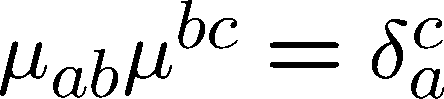 μ_{ab}μ^{bc} = δ_a^c